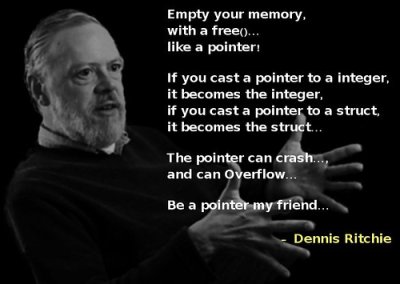 Empty your memory,
with a free()...
like a pointer!
If you cast a pointer to a integer,
it becomes the integer,
if you cast a pointer to a struct,
it becomes the struct...
The pointer can crash...,
and can Overflow...
Be a pointer my friend...
- Dennis Ritchie